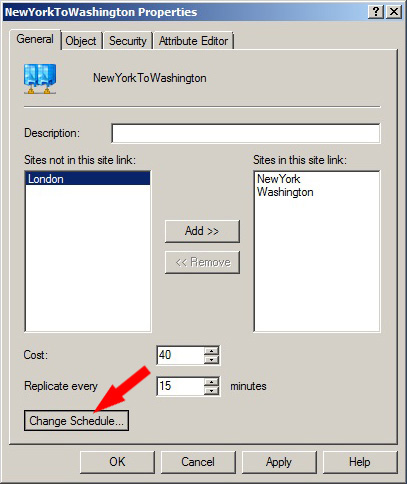 NewYorkToWashington Properties
General Object Security Attribute Editor
NewYorkToWashington
Description:
Sites not in this site link: Sites in this site link:
London NewYork
Washington
Add >>
<< Remove
Cost: 40
Replicate every 15 minutes
Change Schedule...
OK Cancel Apply Help